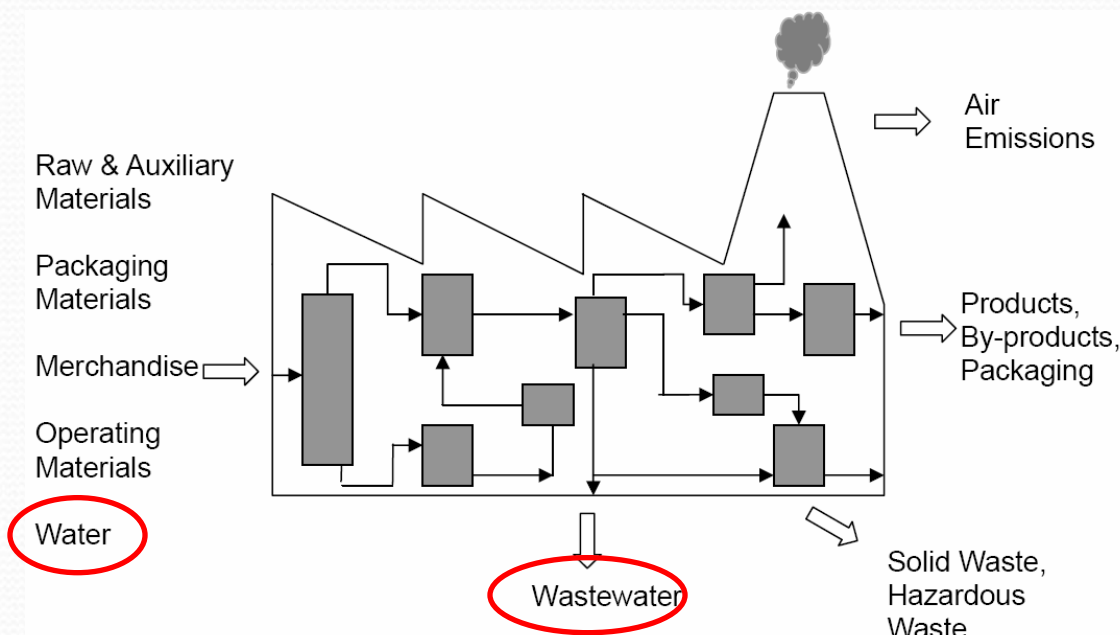 Raw & Auxiliary
Materials
Packaging
Materials
Merchandise
Operating
Materials
Water
Wastewater
Air
Emissions
Products,
By-products,
Packaging
Solid Waste,
Hazardous
Waste